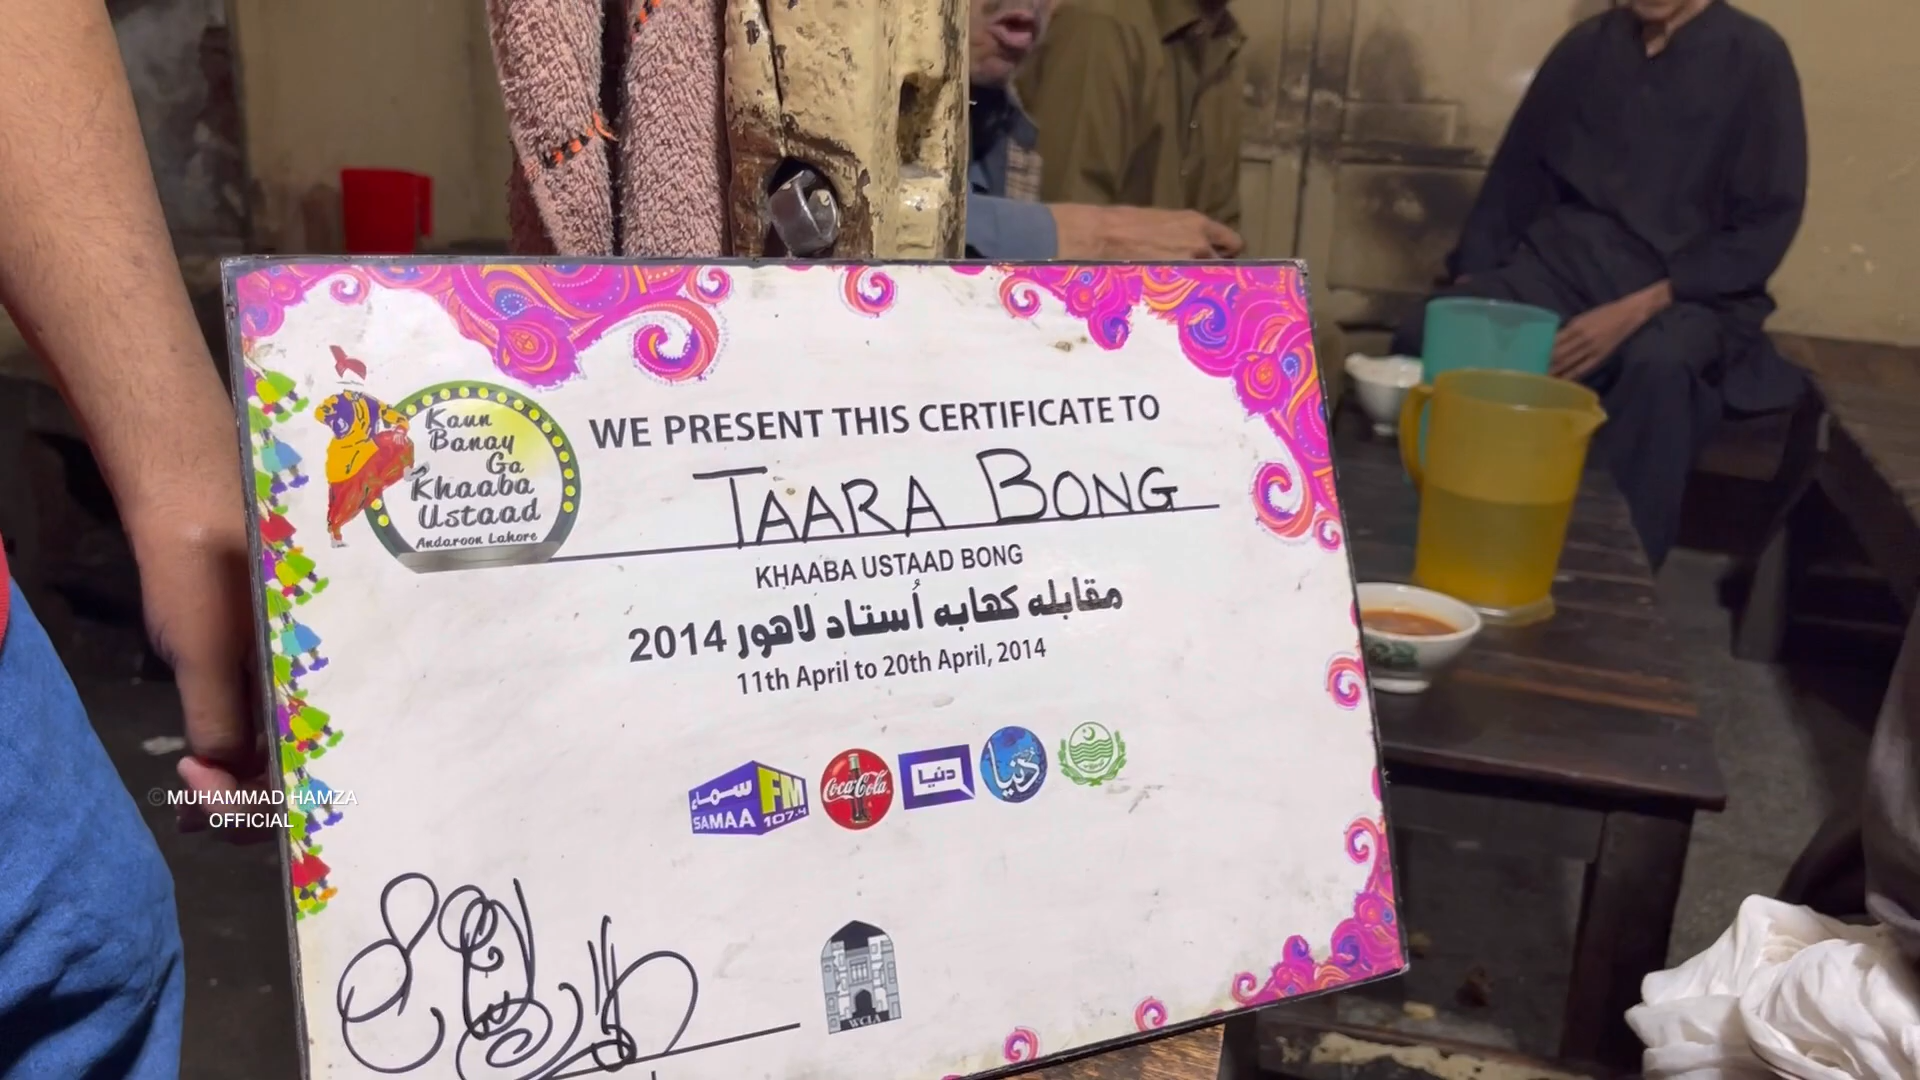 Kaun
Banay
Ga
Khaaba
Ustaad
Andaroon Lahore
WE PRESENT THIS CERTIFICATE TO
TAARA BONG
KHAABA USTAAD BONG
مقابلہ کھابہ اُستاد لاھور 2014
11th April to 20th April, 2014
سماء FM
SAMAA 107.4
Coca-Cola
دنیا
دنیا
WCLA
©MUHAMMAD HAMZA
OFFICIAL